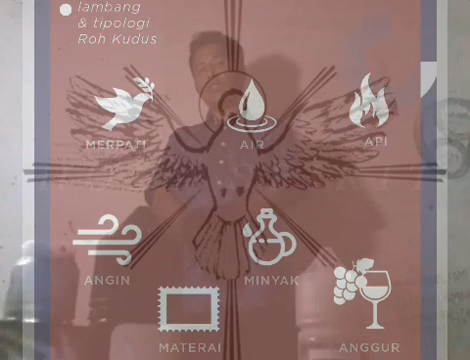 lambang
& tipologi
Roh Kudus
MERPATI
AIR
API
ANGIN
MINYAK
MATERAI
ANGGUR